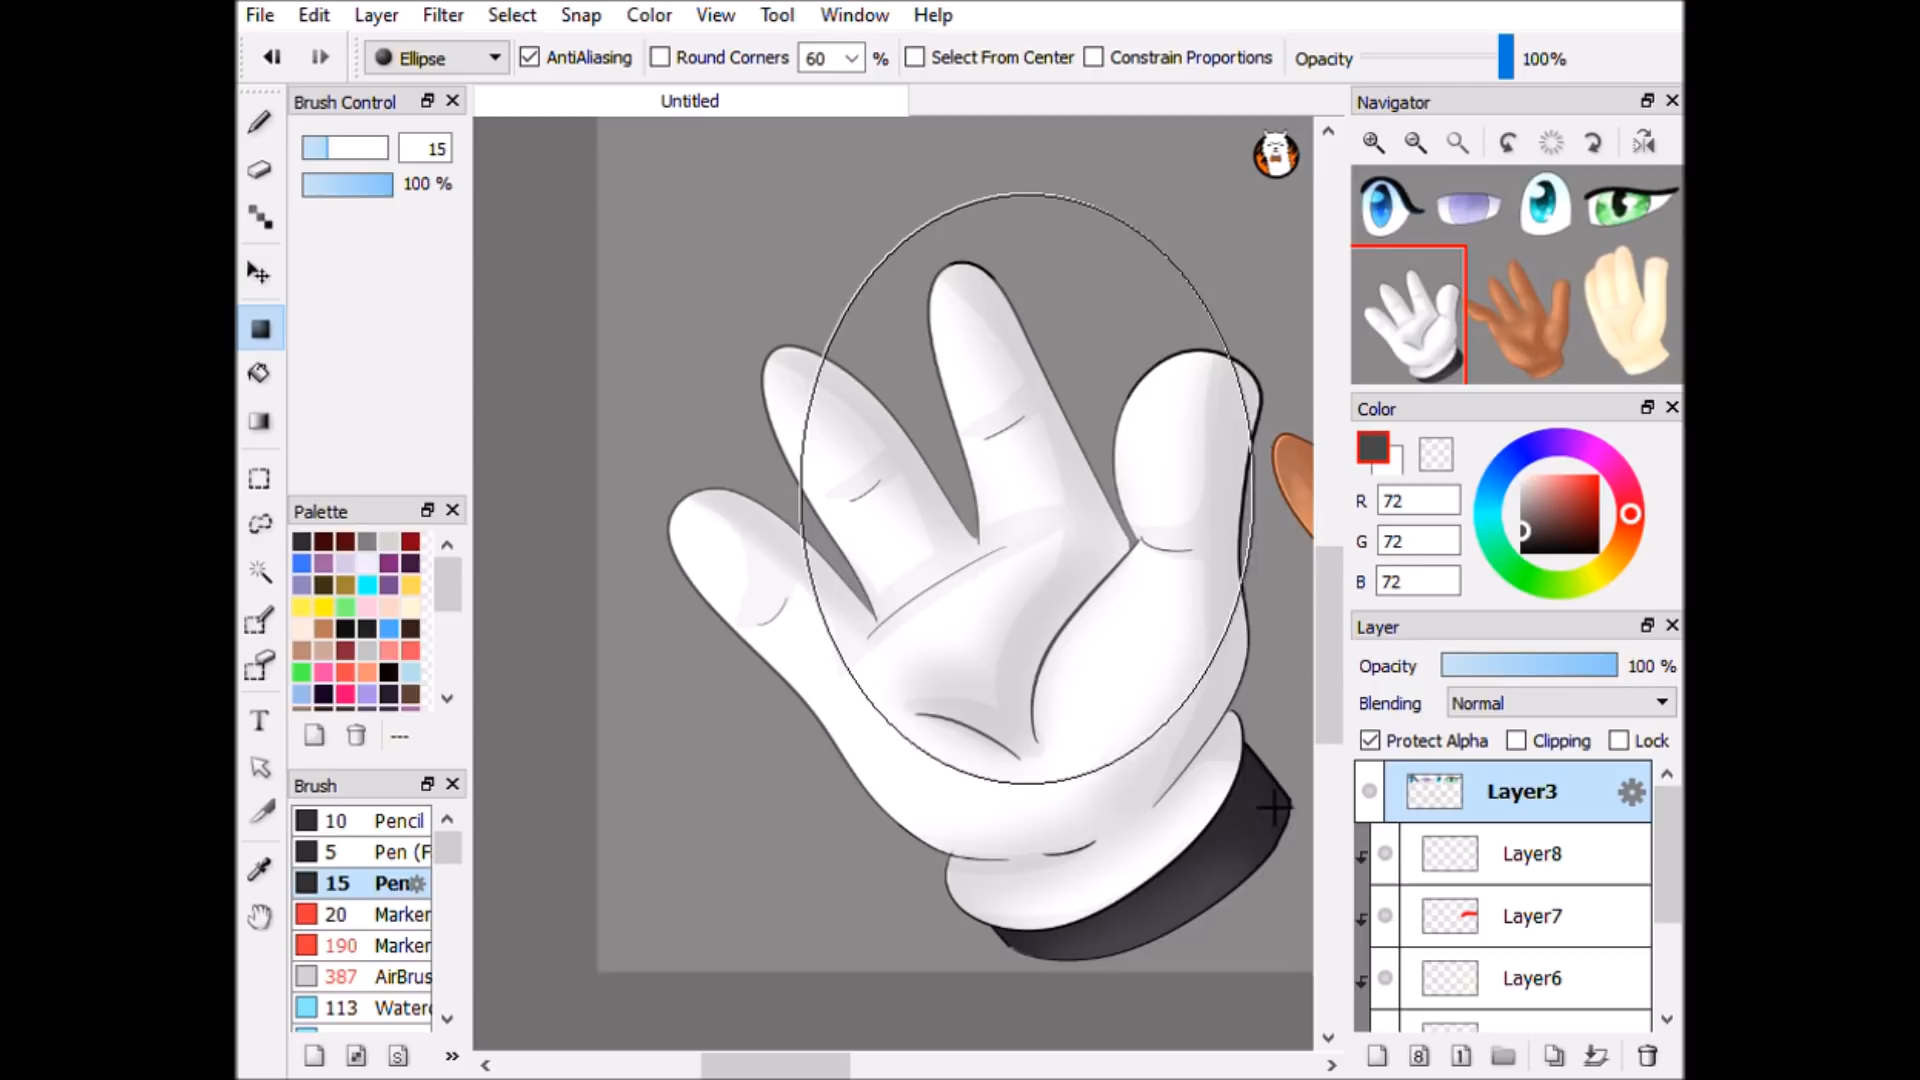 File Edit Layer Filter Select Snap Color View Tool Window Help
Ellipse AntiAliasing Round Corners 60 % Select From Center Constrain Proportions Opacity 100%
Brush Control
15
100 %
Palette
---
Brush
10 Pencil
5 Pen (F
15 Pen
20 Marker
190 Marker
387 AirBrus
113 Water
Untitled
Navigator
Color
R 72
G 72
B 72
Layer
Opacity 100 %
Blending Normal
Protect Alpha Clipping Lock
Layer3
Layer8
Layer7
Layer6
8 1
S
T